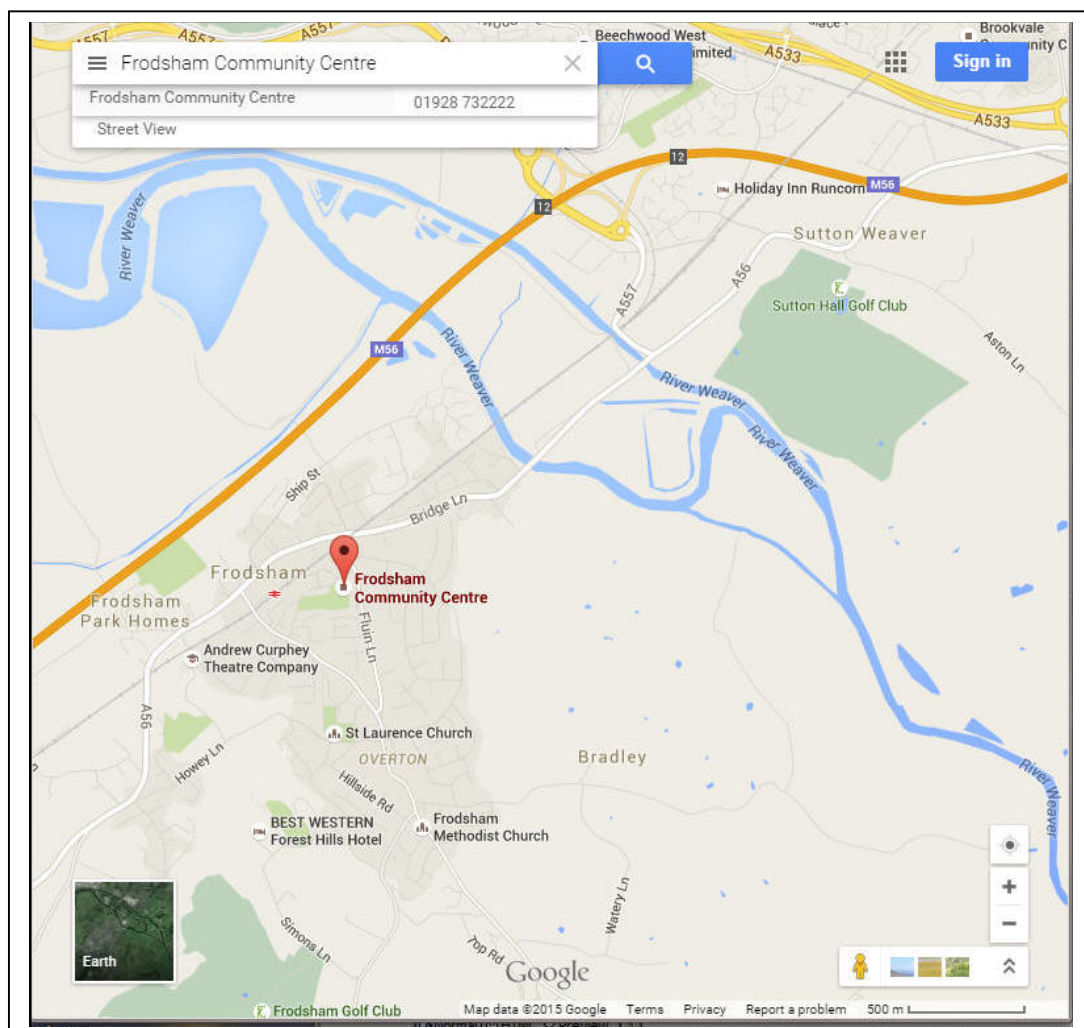 A557
A557
Beechwood West
imited
Brookvale
A533
Frodsham Community Centre
Sign in
Frodsham Community Centre
01928 732222
Street View
A533
12
12
Holiday Inn Runcorn
M56
River Weaver
River Weaver
Sutton Weaver
A56
A557
Sutton Hall Golf Club
Aston Ln
M56
River Weaver
River Weaver
River Weaver
Ship St
Bridge Ln
Frodsham
Frodsham
Community Centre
Frodsham
Park Homes
Fluin Ln
Andrew Curphey
Theatre Company
A56
St Laurence Church
OVERTON
Bradley
Howey Ln
Hillside Rd
River Weaver
BEST WESTERN
Forest Hills Hotel
Frodsham
Methodist Church
Earth
Simons Ln
Watery Ln
Top Rd
Google
Frodsham Golf Club
Map data ©2015 Google
Terms
Privacy
Report a problem
500 m